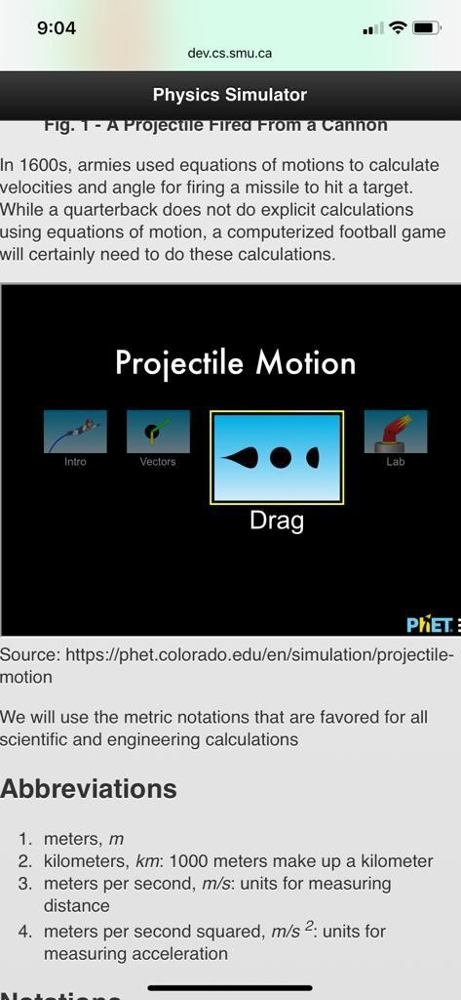 9:04
dev.cs.smu.ca
Physics Simulator
Fig. 1 - A Projectile Fired From a Cannon
In 1600s, armies used equations of motions to calculate
velocities and angle for firing a missile to hit a target.
While a quarterback does not do explicit calculations
using equations of motion, a computerized football game
will certainly need to do these calculations.
Projectile Motion
Intro
Vectors
Drag
Lab
PhET
Source: https://phet.colorado.edu/en/simulation/projectile-
motion
We will use the metric notations that are favored for all
scientific and engineering calculations
Abbreviations
1. meters, m
2. kilometers, km: 1000 meters make up a kilometer
3. meters per second, m/s: units for measuring
distance
4. meters per second squared, m/s 2: units for
measuring acceleration
Notations